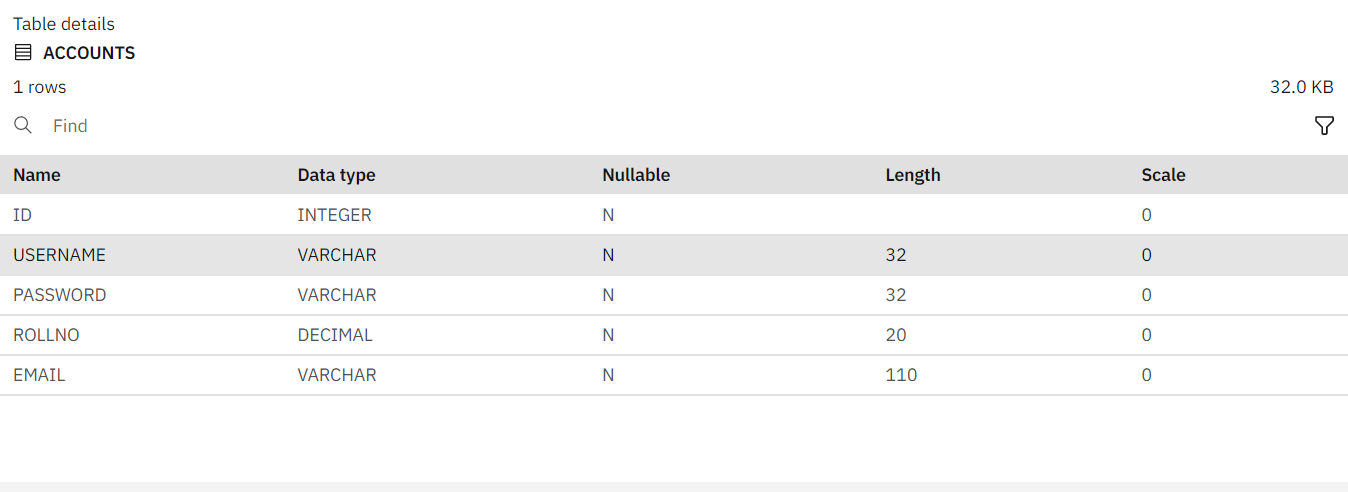 Table details
ACCOUNTS
1 rows 32.0 KB
Find
Name Data type Nullable Length Scale
ID INTEGER N 0
USERNAME VARCHAR N 32 0
PASSWORD VARCHAR N 32 0
ROLLNO DECIMAL N 20 0
EMAIL VARCHAR N 110 0